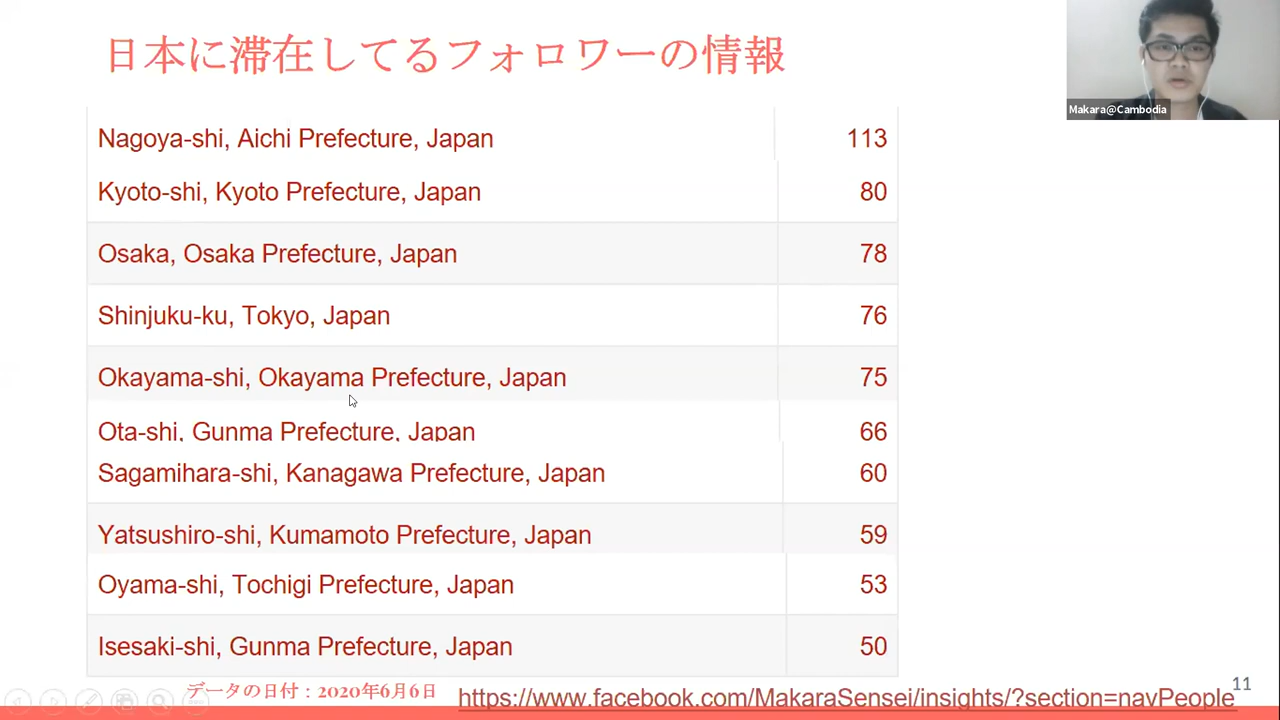 日本に滞在してるフォロワーの情報
Makara@Cambodia
Nagoya-shi, Aichi Prefecture, Japan 113
Kyoto-shi, Kyoto Prefecture, Japan 80
Osaka, Osaka Prefecture, Japan 78
Shinjuku-ku, Tokyo, Japan 76
Okayama-shi, Okayama Prefecture, Japan 75
Ota-shi, Gunma Prefecture, Japan 66
Sagamihara-shi, Kanagawa Prefecture, Japan 60
Yatsushiro-shi, Kumamoto Prefecture, Japan 59
Oyama-shi, Tochigi Prefecture, Japan 53
Isesaki-shi, Gunma Prefecture, Japan 50
データの日付：2020年6月6日
https://www.facebook.com/MakaraSensei/insights/?section=navPeople
11